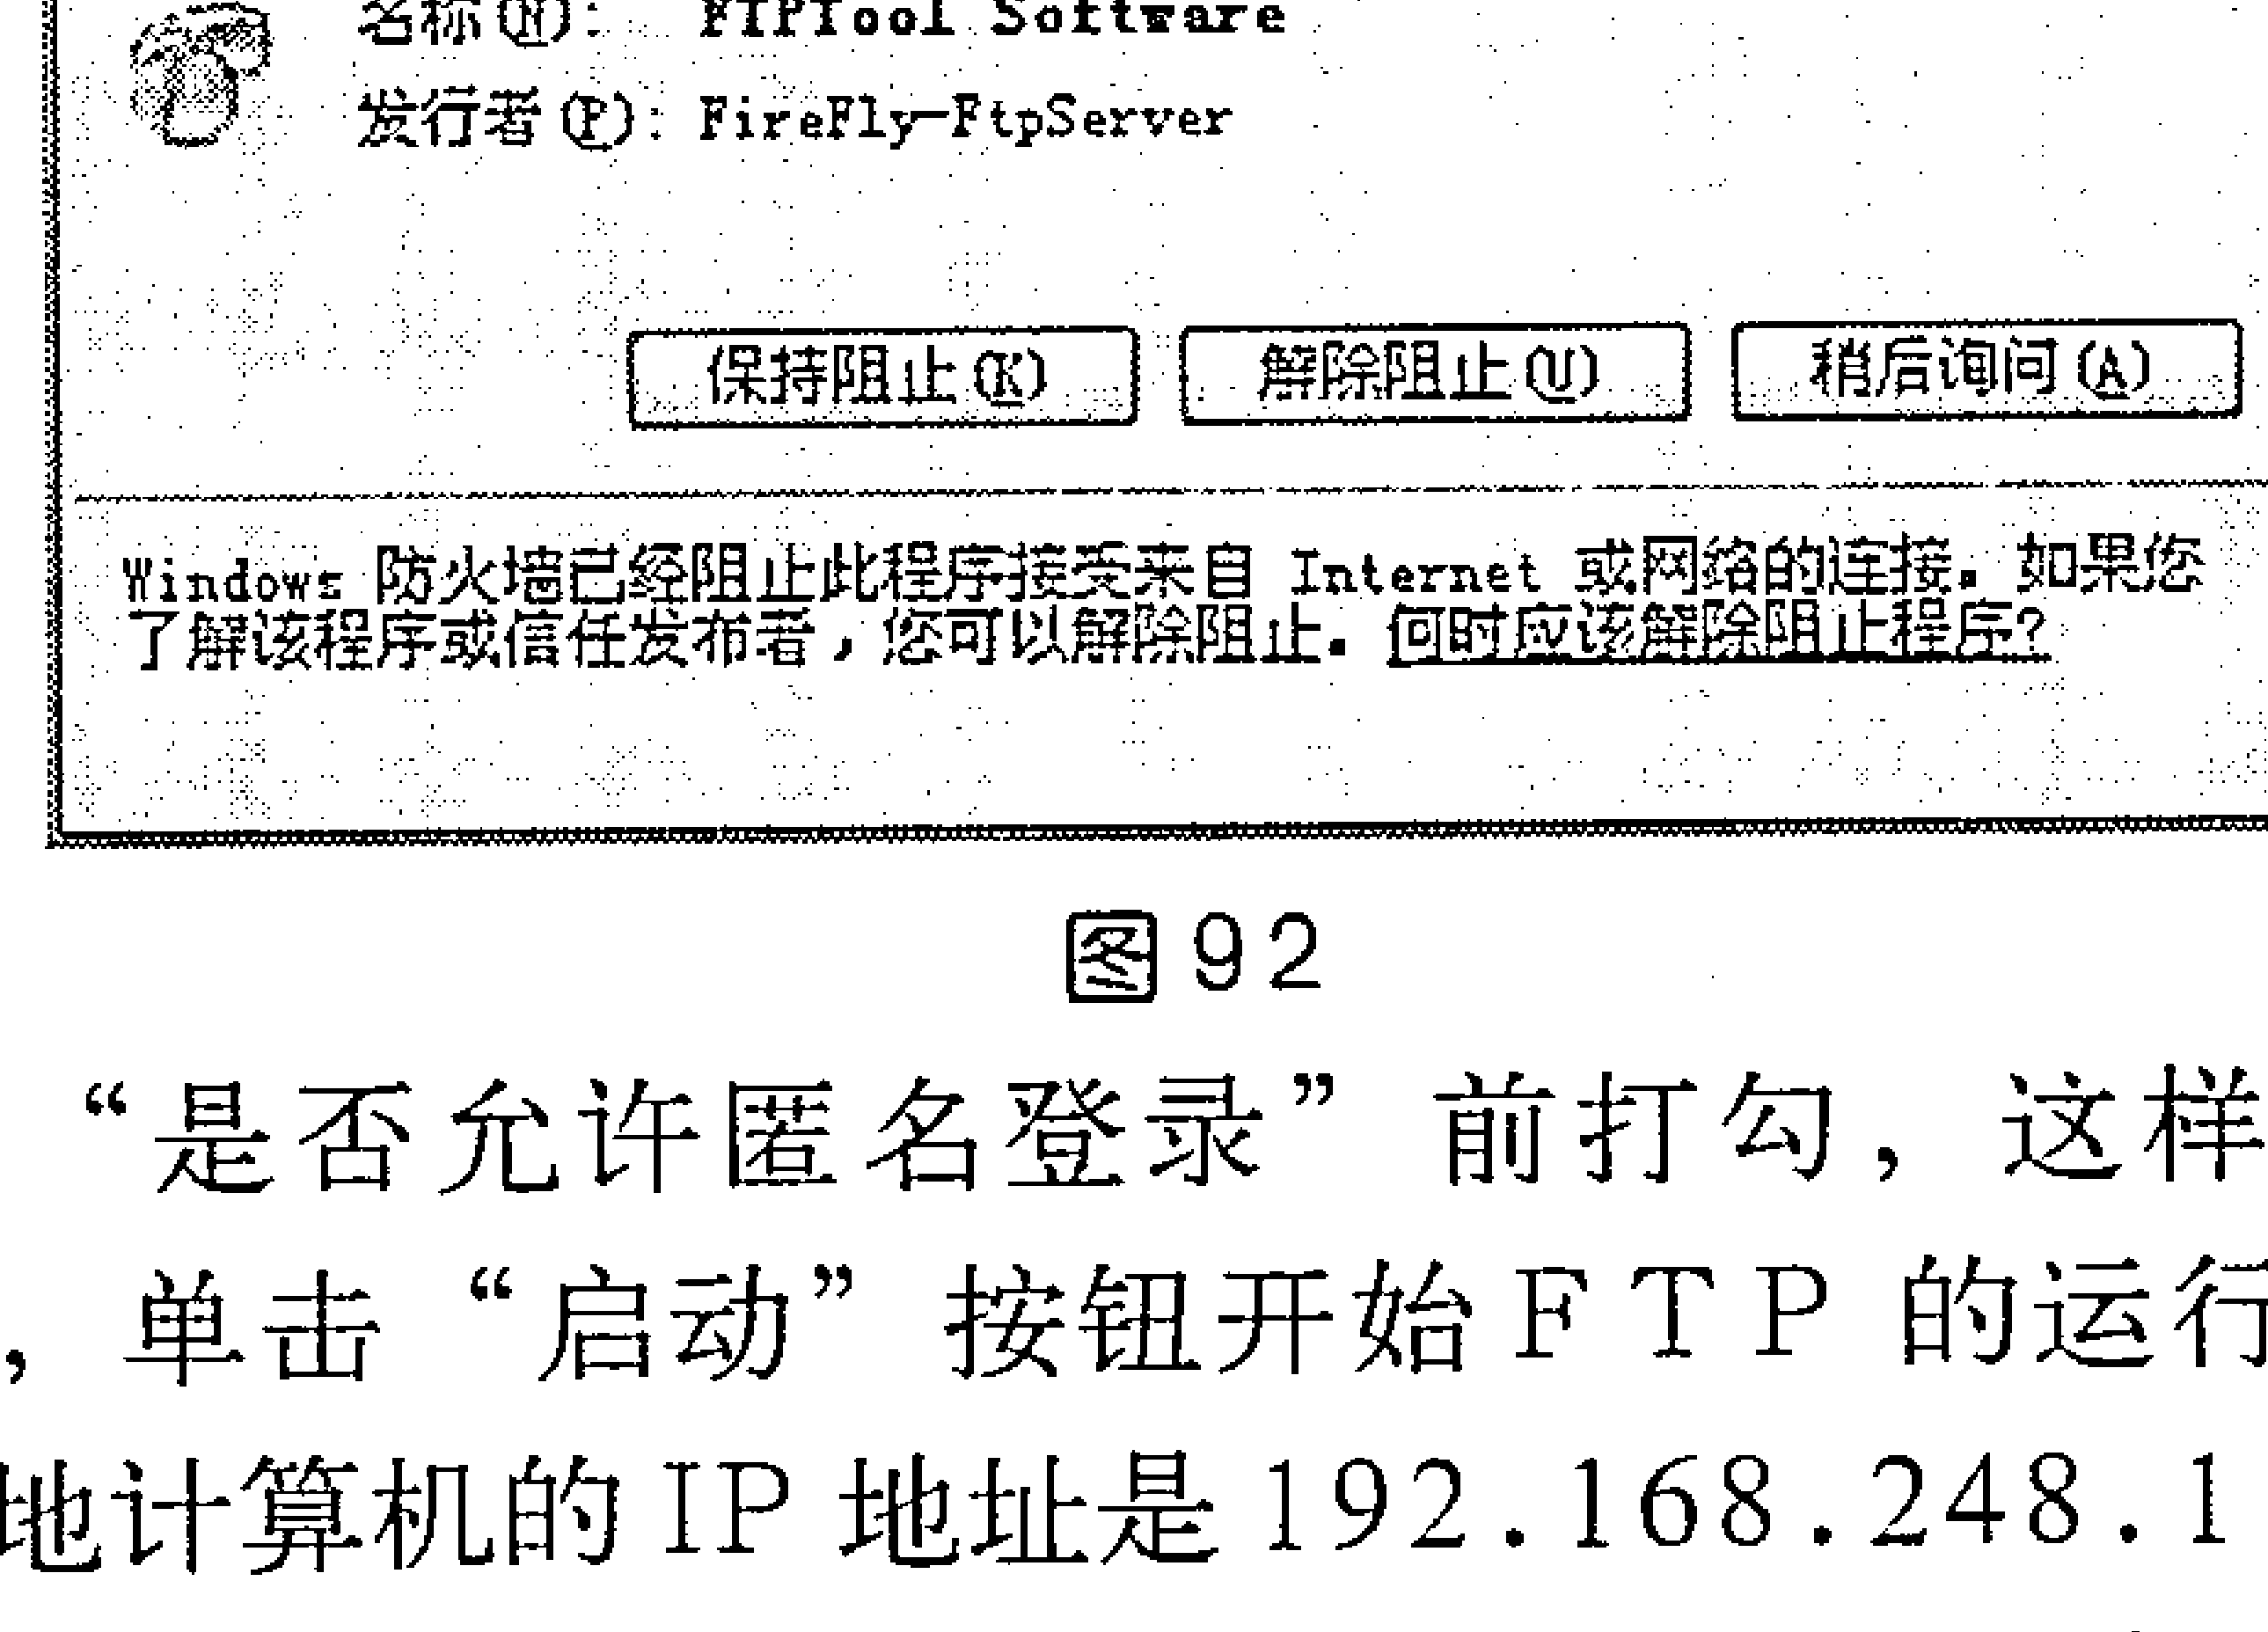 名称(N): FTPTool Software
发行者(P): FireFly-FtpServer
保持阻止(K) 解除阻止(U) 稍后询问(A)
Windows 防火墙已经阻止此程序接受来自 Internet 或网络的连接。如果您
了解该程序或信任发布者，您可以解除阻止。何时应该解除阻止程序?
图92
“是否允许匿名登录”前打勾，这样
，单击“启动”按钮开始FTP的运行
地计算机的IP地址是192.168.248.1